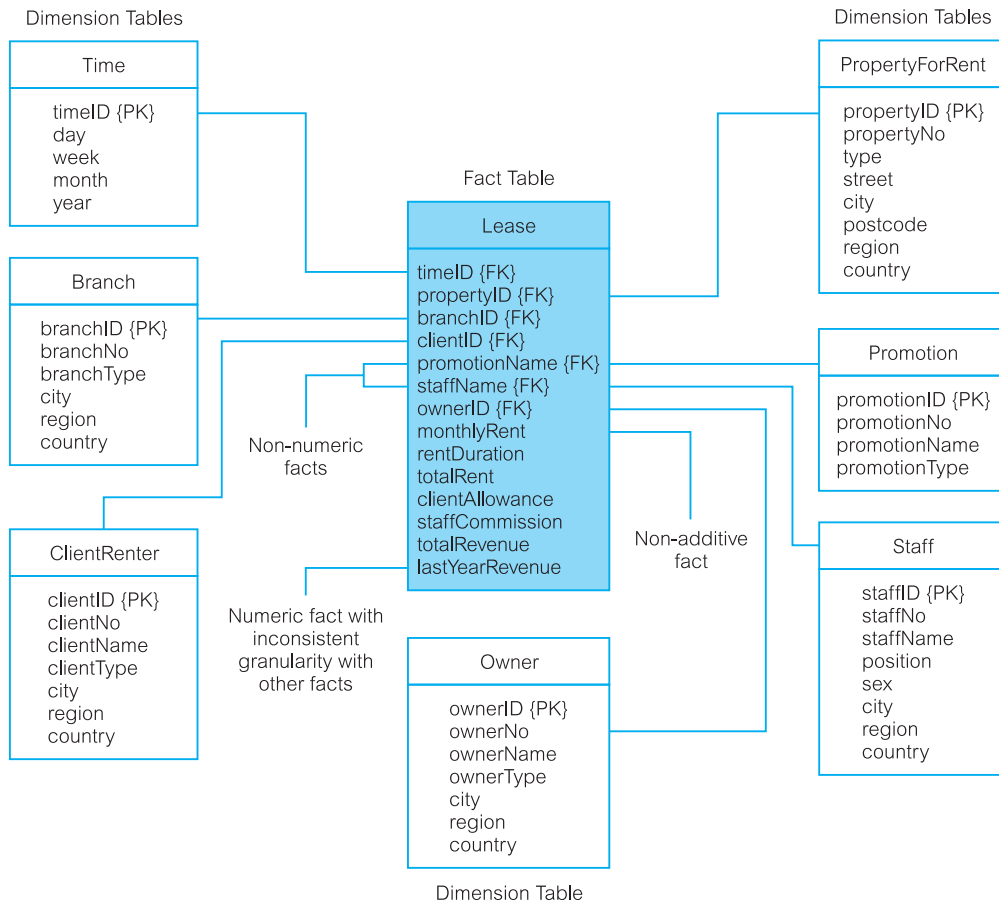 Dimension Tables
Time
timeID {PK}
day
week
month
year
Branch
branchID {PK}
branchNo
branchType
city
region
country
ClientRenter
clientID {PK}
clientNo
clientName
clientType
city
region
country
Non-numeric
facts
Numeric fact with
inconsistent
granularity with
other facts
Fact Table
Lease
timeID {FK}
propertyID {FK}
branchID {FK}
clientID {FK}
promotionName {FK}
staffName {FK}
ownerID {FK}
monthlyRent
rentDuration
totalRent
clientAllowance
staffCommission
totalRevenue
lastYearRevenue
Non-additive
fact
Owner
ownerID {PK}
ownerNo
ownerName
ownerType
city
region
country
Dimension Table
Dimension Tables
PropertyForRent
propertyID {PK}
propertyNo
type
street
city
postcode
region
country
Promotion
promotionID {PK}
promotionNo
promotionName
promotionType
Staff
staffID {PK}
staffNo
staffName
position
sex
city
region
country